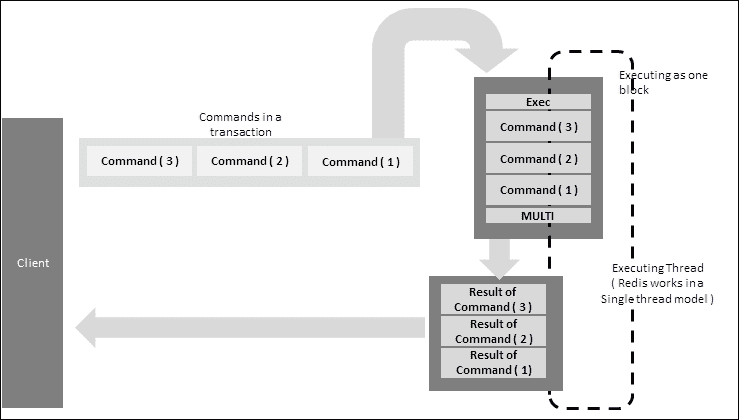 Commands in a
transaction
Command ( 3 )
Command ( 2 )
Command ( 1 )
Client
Executing as one
block
Exec
Command ( 3 )
Command ( 2 )
Command ( 1 )
MULTI
Executing Thread
( Redis works in a
Single thread model )
Result of
Command ( 3 )
Result of
Command ( 2 )
Result of
Command ( 1)